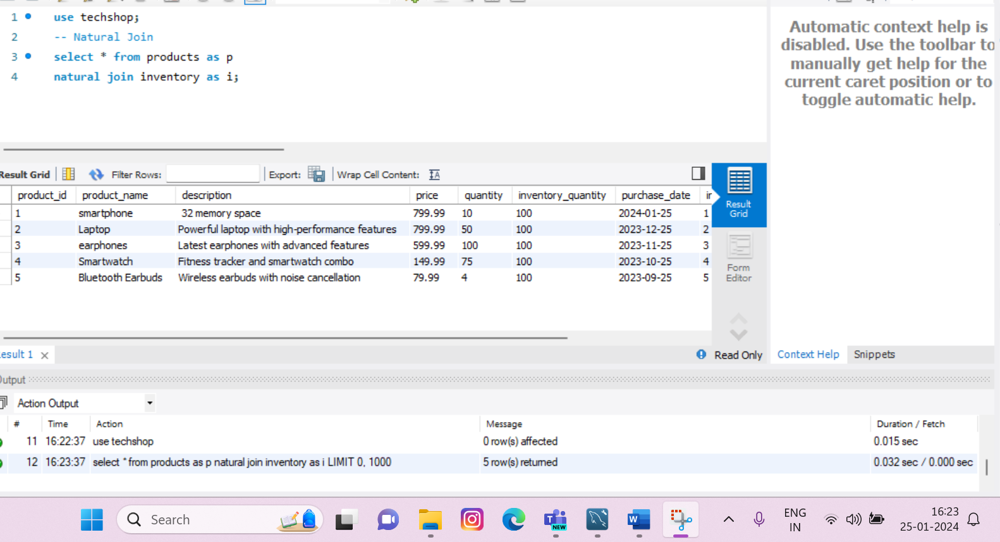 1 use techshop;
2 -- Natural Join
3 select * from products as p
4 natural join inventory as i;
Automatic context help is
disabled. Use the toolbar to
manually get help for the
current caret position or to
toggle automatic help.
Result Grid Filter Rows: Export: Wrap Cell Content:
product_id product_name description price quantity inventory_quantity purchase_date
1 smartphone 32 memory space 799.99 10 100 2024-01-25 1
2 Laptop Powerful laptop with high-performance features 799.99 50 100 2023-12-25 2
3 earphones Latest earphones with advanced features 599.99 100 100 2023-11-25 3
4 Smartwatch Fitness tracker and smartwatch combo 149.99 75 100 2023-10-25 4
5 Bluetooth Earbuds Wireless earbuds with noise cancellation 79.99 4 100 2023-09-25 5
Result
Grid
Form
Editor
esult 1 Read Only Context Help Snippets
Output
Action Output
# Time Action Message Duration / Fetch
11 16:22:37 use techshop 0 row(s) affected 0.015 sec
12 16:23:37 select * from products as p natural join inventory as i LIMIT 0, 1000 5 row(s) returned 0.032 sec / 0.000 sec
Search
T
NEW
W
ENG
IN
16:23
25-01-2024